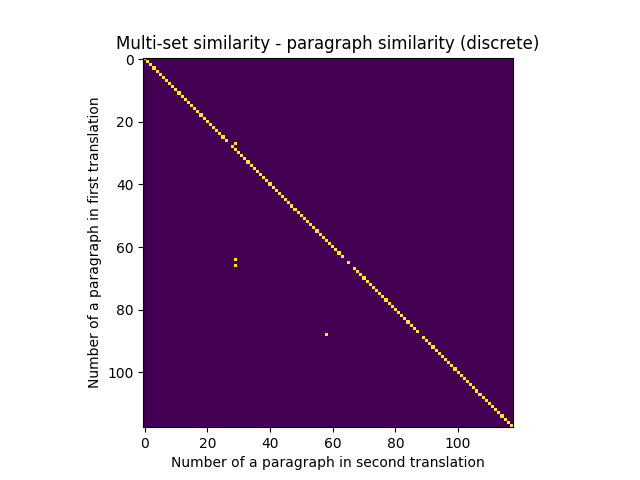 Multi-set similarity - paragraph similarity (discrete)
0
20
40
60
80
100
Number of a paragraph in first translation
0 20 40 60 80 100
Number of a paragraph in second translation